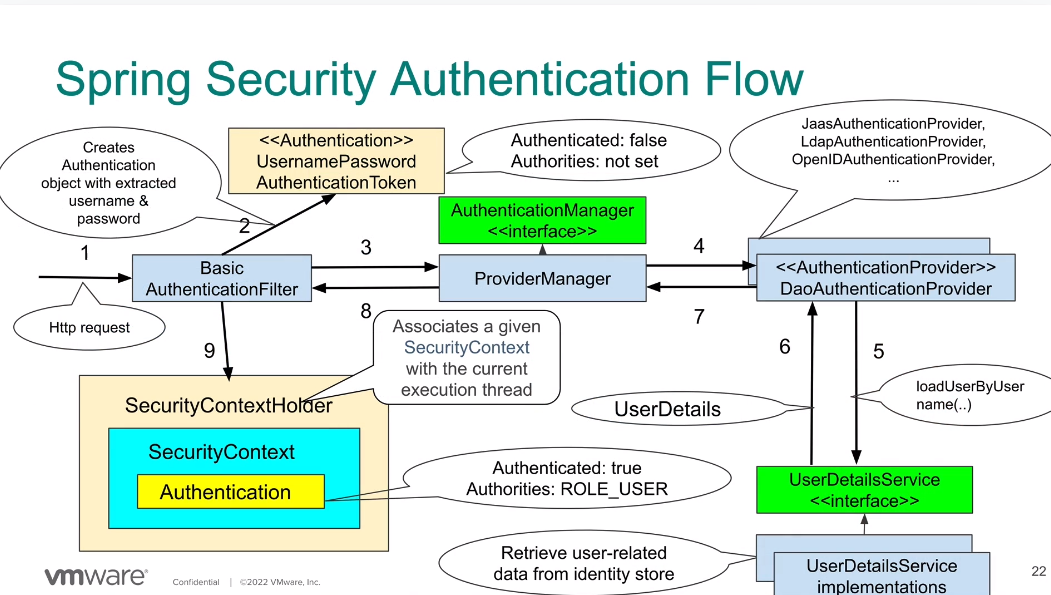 Spring Security Authentication Flow
Creates
Authentication
object with extracted
username &
password
<<Authentication>>
UsernamePassword
AuthenticationToken
Authenticated: false
Authorities: not set
JaasAuthenticationProvider,
LdapAuthenticationProvider,
OpenIDAuthenticationProvider,
...
AuthenticationManager
<<interface>>
1
2
3
4
Basic
AuthenticationFilter
ProviderManager
<<AuthenticationProvider>>
DaoAuthenticationProvider
Http request
8
7
9
Associates a given
SecurityContext
with the current
execution thread
6
5
loadUserByUser
name(..)
UserDetails
SecurityContextHolder
SecurityContext
Authentication
Authenticated: true
Authorities: ROLE_USER
UserDetailsService
<<interface>>
Retrieve user-related
data from identity store
UserDetailsService
implementations
vmware®
Confidential | ©2022 VMware, Inc.
22